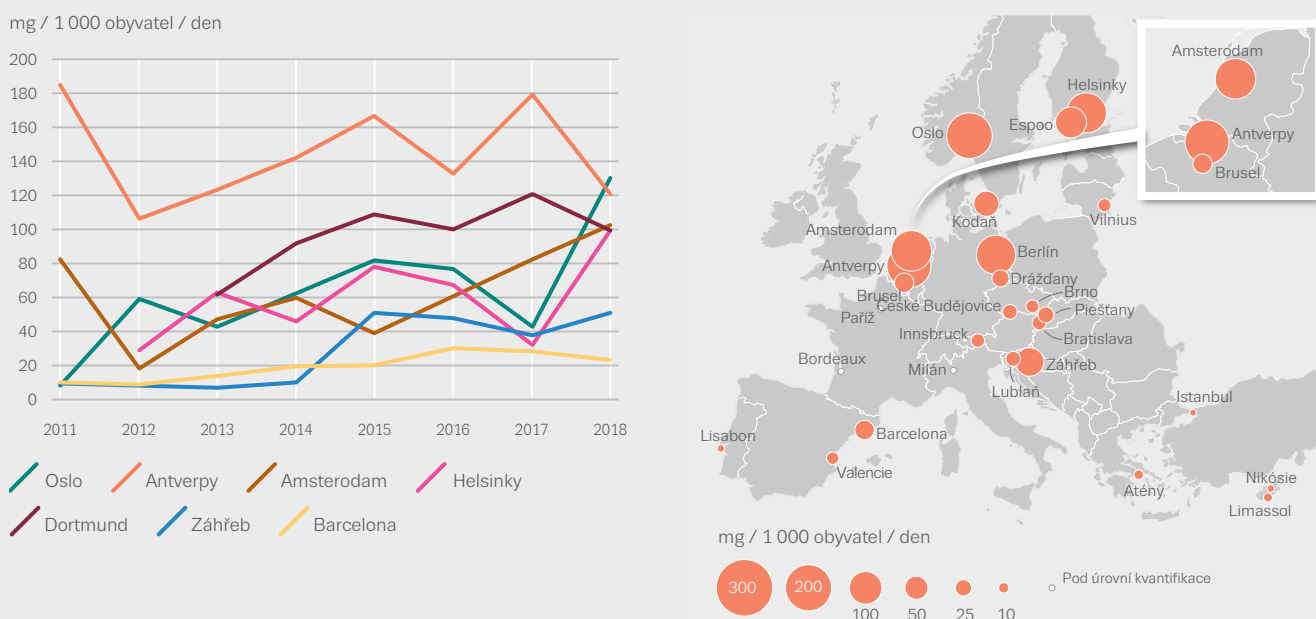 mg / 1 000 obyvatel / den
200
180
160
140
120
100
80
60
40
20
0
2011 2012 2013 2014 2015 2016 2017 2018
Oslo Antverpy Amsterodam Helsinky
Dortmund Záhřeb Barcelona
Amsterodam
Antverpy
Brusel
Helsinky
Espoo
Oslo
Kodaň
Vilnius
Amsterodam
Berlín
Antverpy
Drážďany
Brusel
Brno
České Budějovice
Piešťany
Paříž
Innsbruck
Bratislava
Bordeaux
Milán
Záhřeb
Lublaň
Istanbul
Lisabon
Barcelona
Valencie
Atény
Nikósie
Limassol
mg / 1 000 obyvatel / den
300 200 100 50 25 10 Pod úrovní kvantifikace